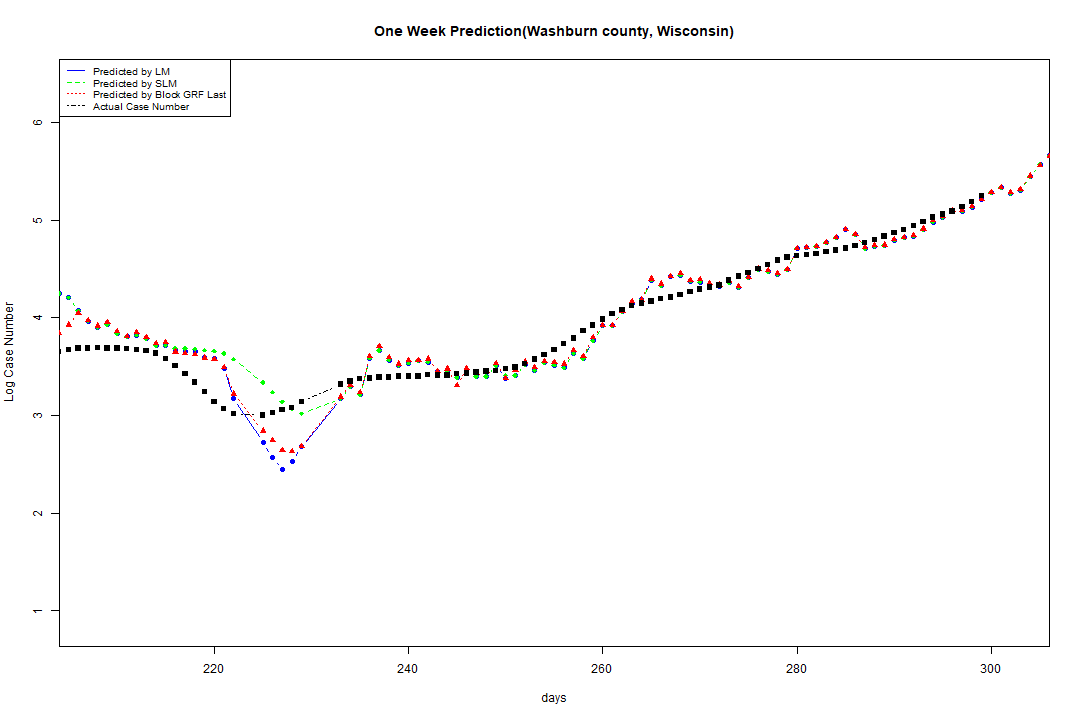 One Week Prediction(Washburn county, Wisconsin)
Predicted by LM
Predicted by SLM
Predicted by Block GRF Last
Actual Case Number
6
5
4
3
2
1
Log Case Number
220 240 260 280 300
days